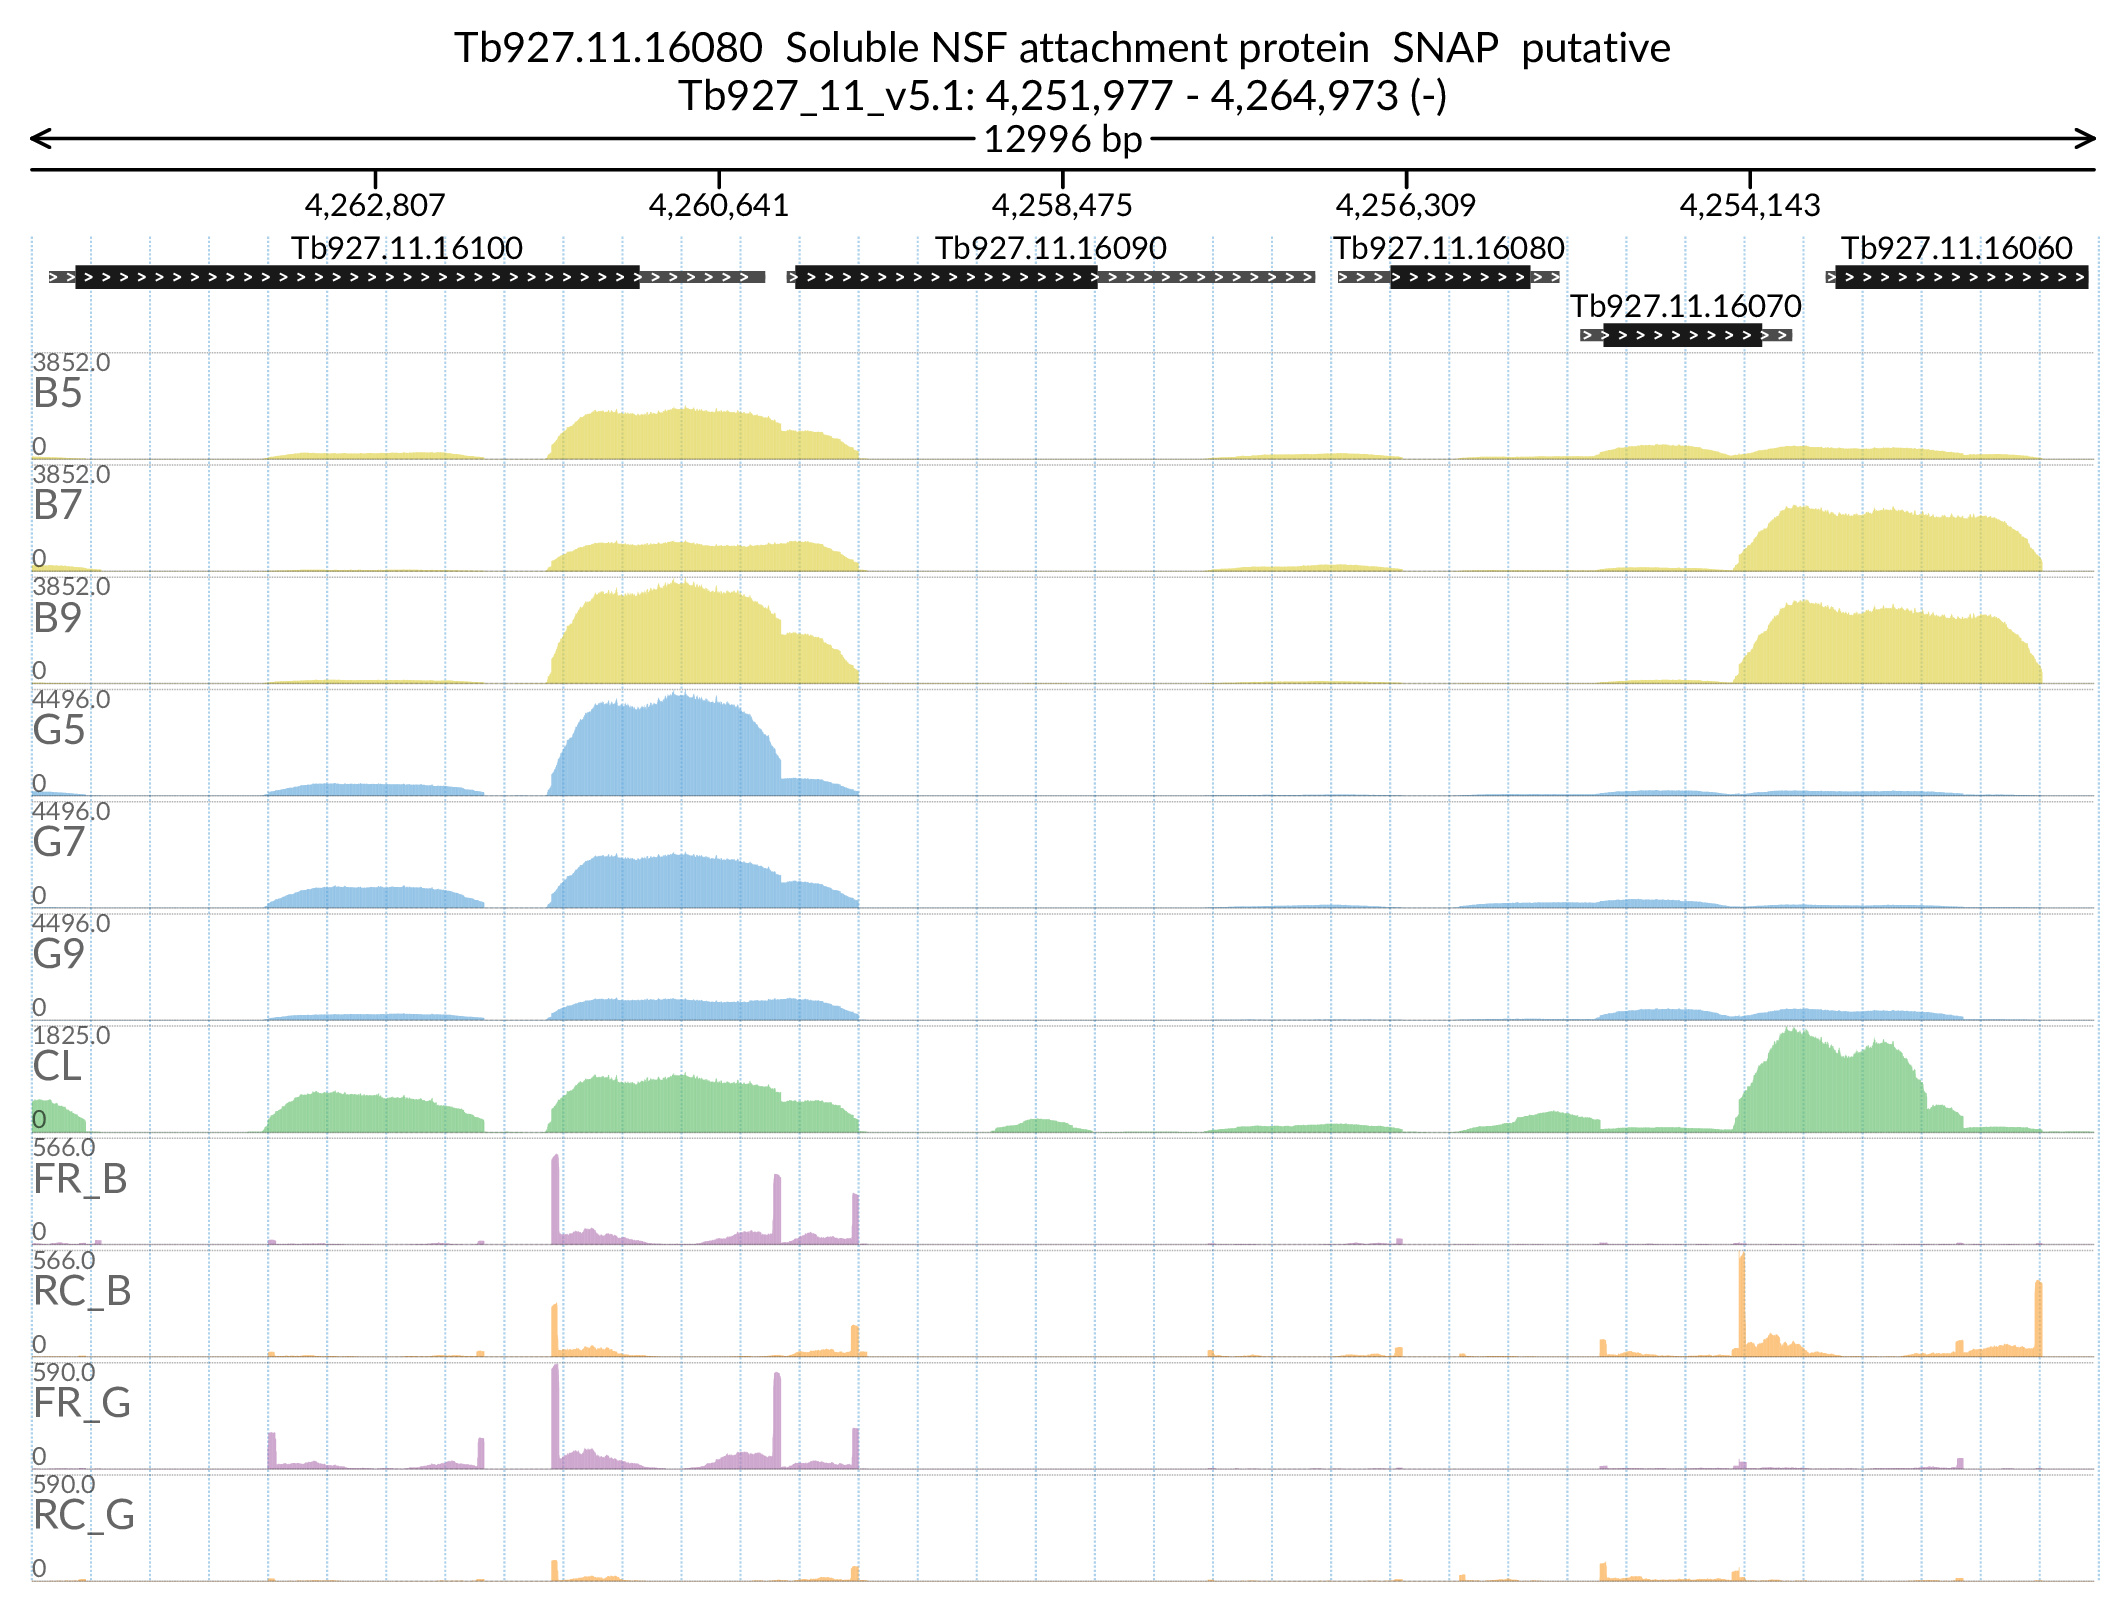 Tb927.11.16080  Soluble NSF attachment protein  SNAP  putative
Tb927_11_v5.1: 4,251,977 - 4,264,973 (-)
12996 bp
4,262,807 4,260,641 4,258,475 4,256,309 4,254,143
Tb927.11.16100 Tb927.11.16090 Tb927.11.16080 Tb927.11.16060
Tb927.11.16070
3852.0
B5
0
3852.0
B7
0
3852.0
B9
0
4496.0
G5
0
4496.0
G7
0
4496.0
G9
0
1825.0
CL
0
566.0
FR_B
0
566.0
RC_B
0
590.0
FR_G
0
590.0
RC_G
0